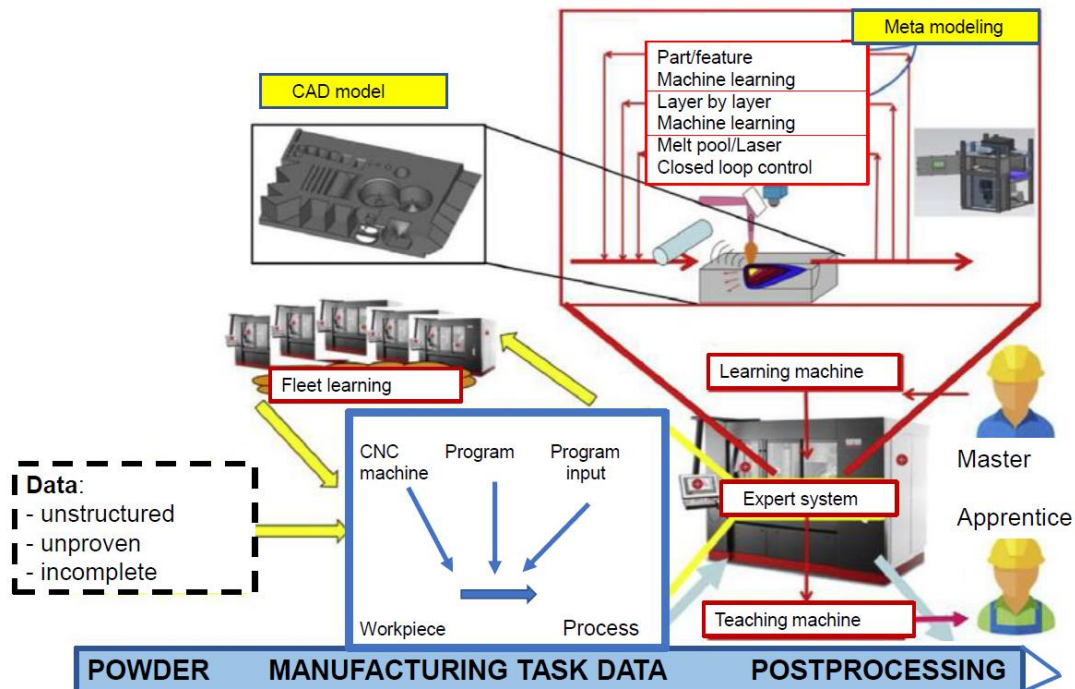 Meta modeling
Part/feature
Machine learning
Layer by layer
Machine learning
Melt pool/Laser
Closed loop control
CAD model
Fleet learning
Learning machine
Master
CNC
machine
Program
Program
input
Workpiece
Process
Data:
- unstructured
- unproven
- incomplete
Expert system
Apprentice
Teaching machine
POWDER MANUFACTURING TASK DATA POSTPROCESSING